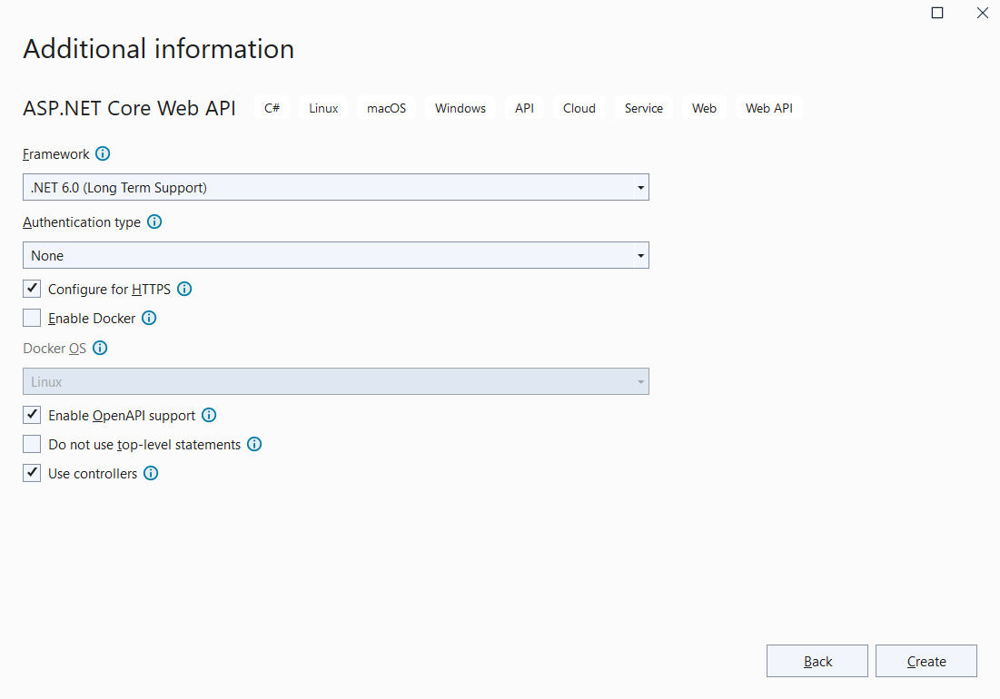 Additional information
ASP.NET Core Web API C# Linux macOS Windows API Cloud Service Web Web API
Framework
.NET 6.0 (Long Term Support)
Authentication type
None
Configure for HTTPS
Enable Docker
Docker OS
Linux
Enable OpenAPI support
Do not use top-level statements
Use controllers
Back Create